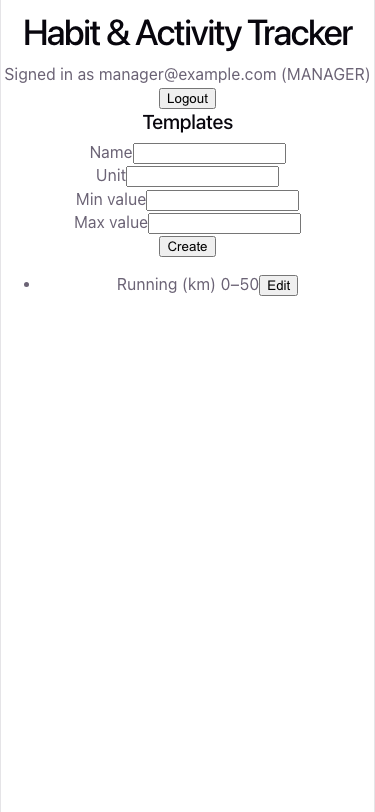 Habit & Activity Tracker
Signed in as manager@example.com (MANAGER)
Logout
Templates
Name
Unit
Min value
Max value
Create
Running (km) 0–50 Edit